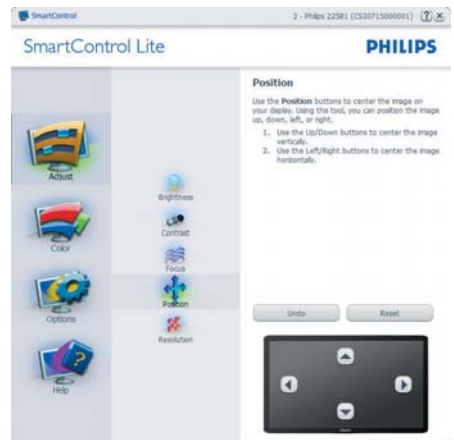 SmartControl
2 - Philips 225B1 (CS30715000001)
SmartControl Lite
PHILIPS
Position
Use the Position buttons to center the image on
your display. Using this tool, you can position the image
up, down, left, or right.
1. Use the Up/Down buttons to center the image
vertically.
2. Use the Left/Right buttons to center the image
horizontally.
Adjust
Color
Options
Help
Brightness
Contrast
Focus
Position
Resolution
Undo
Reset